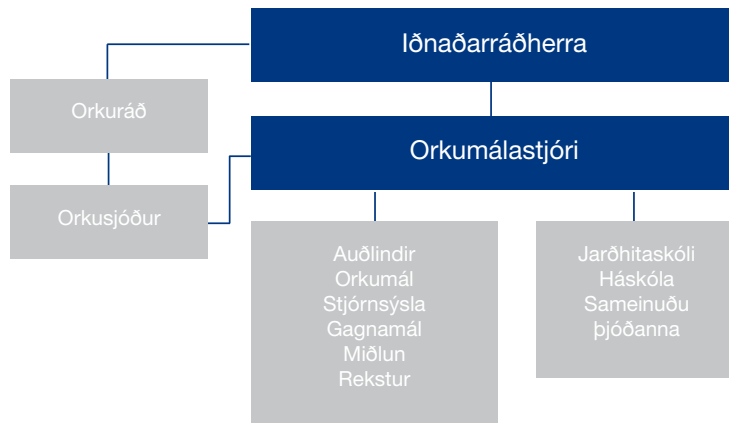 Iðnaðarráðherra
Orkuráð
Orkumálastjóri
Orkusjóður
Auðlindir
Orkumál
Stjórnsýsla
Gagnamál
Miðlun
Rekstur
Jarðhitaskóli
Háskóla
Sameinuðu
þjóðanna